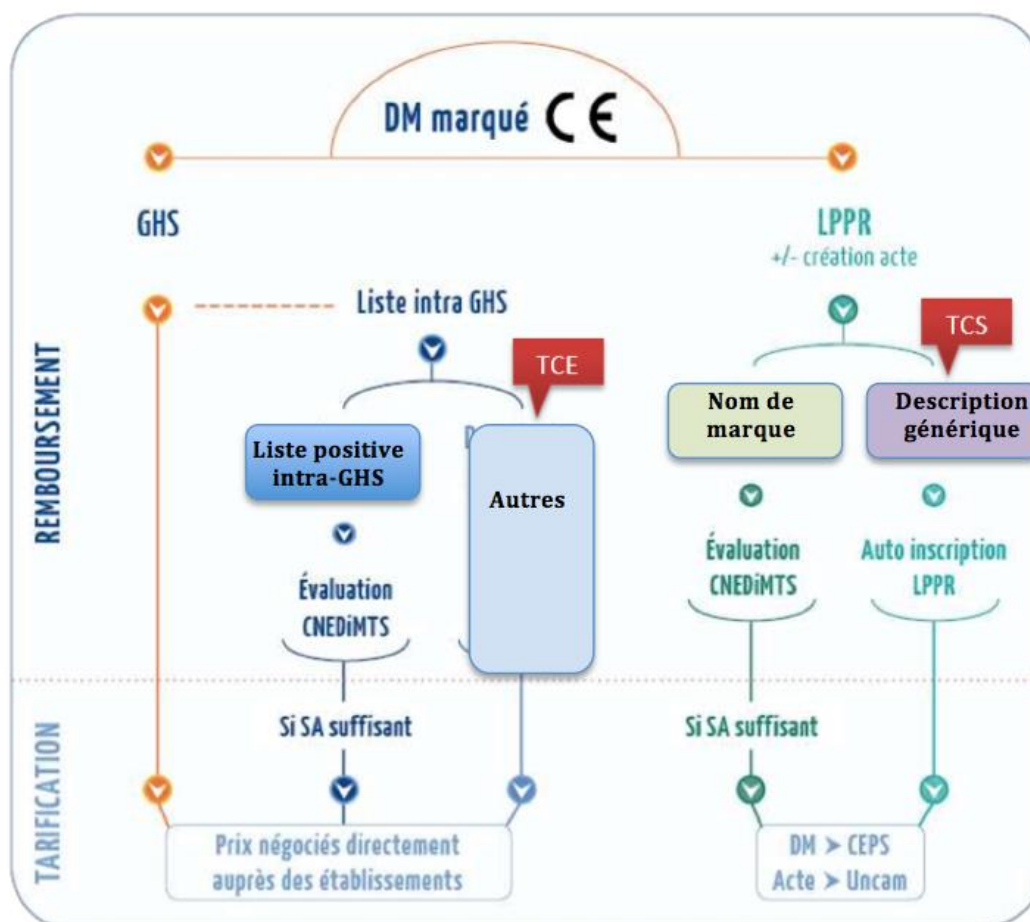 DM marqué CE
GHS
LPPR
+/- création acte
Liste intra GHS
TCE
TCS
REMBOURSEMENT
Liste positive
intra-GHS
Autres
Nom de
marque
Description
générique
Évaluation
CNEDiMTS
Évaluation
CNEDiMTS
Auto inscription
LPPR
TARIFICATION
Si SA suffisant
Si SA suffisant
Prix négociés directement
auprès des établissements
DM ➤ CEPS
Acte ➤ Uncam